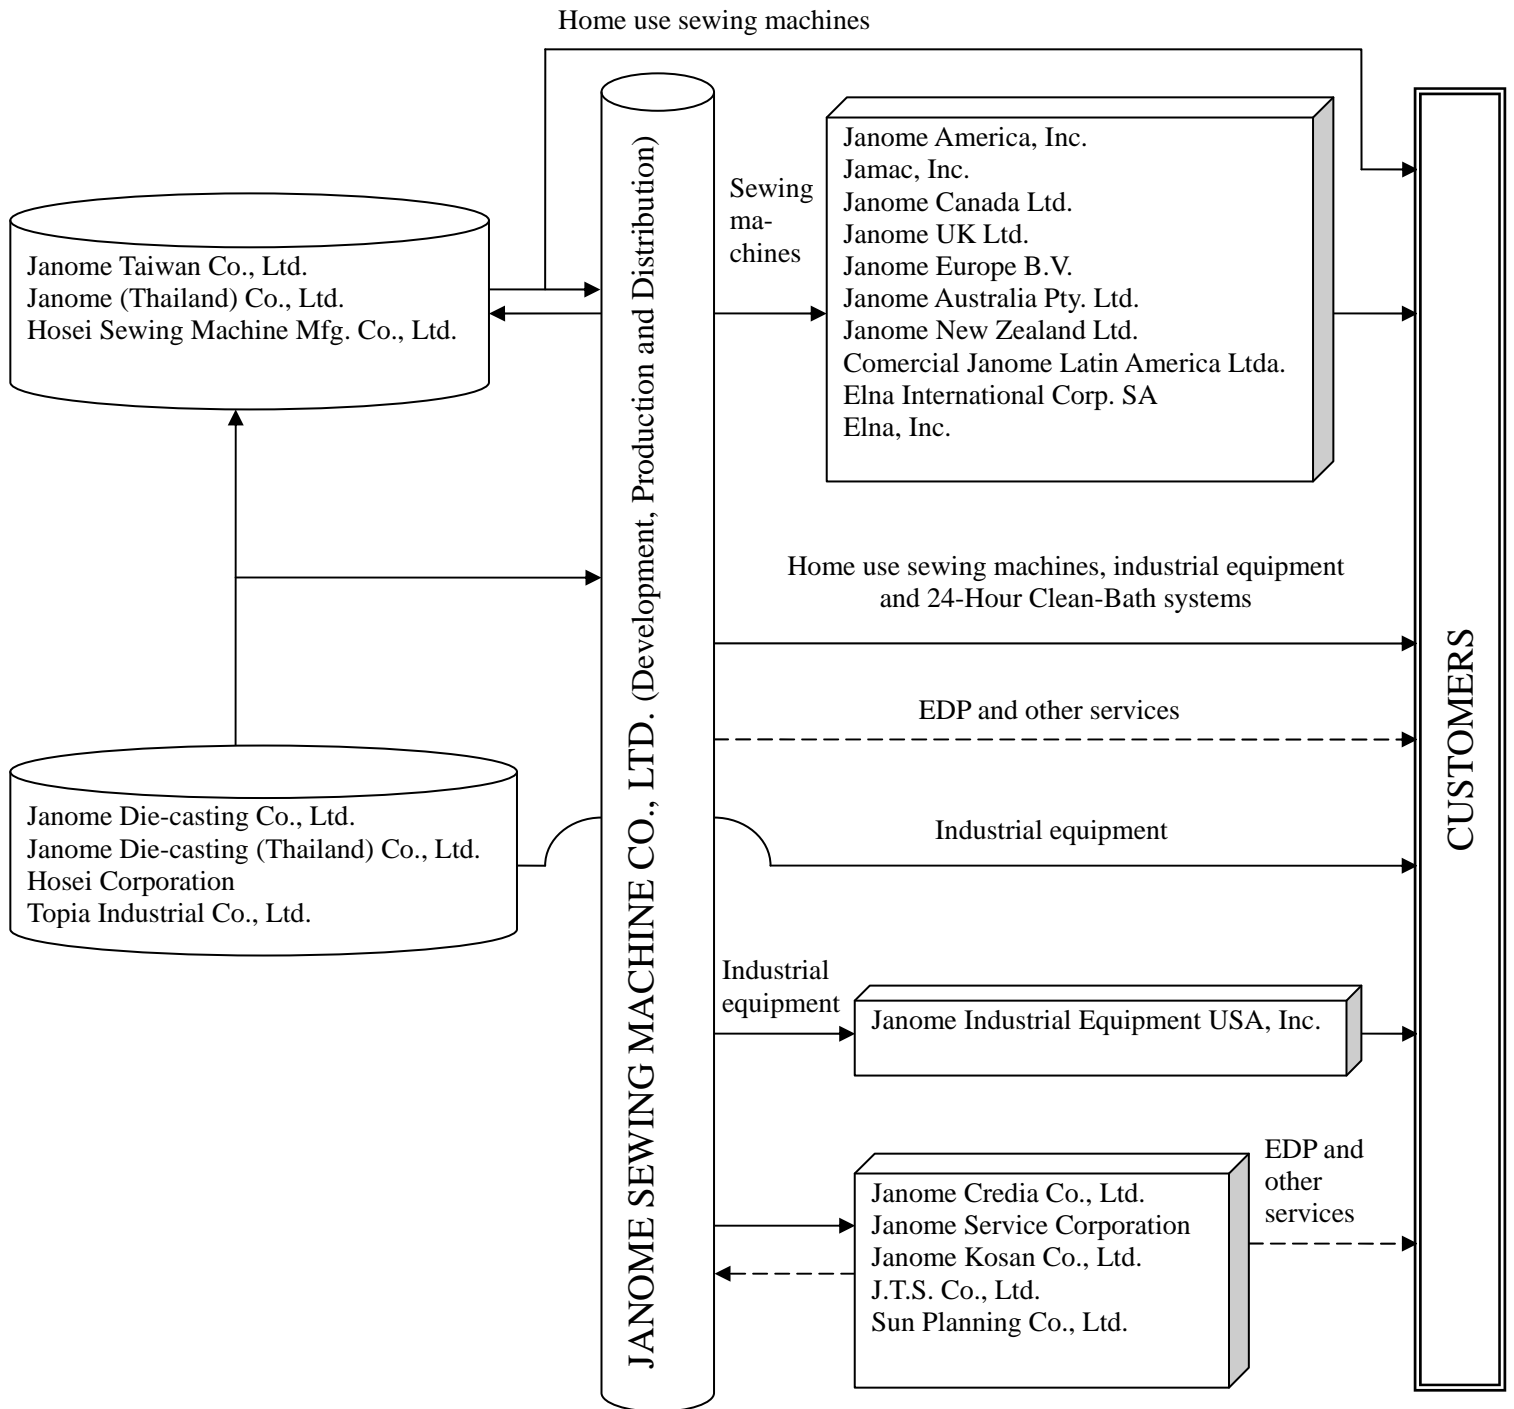 Home use sewing machines
Janome Taiwan Co., Ltd.
Janome (Thailand) Co., Ltd.
Hosei Sewing Machine Mfg. Co., Ltd.
Janome Die-casting Co., Ltd.
Janome Die-casting (Thailand) Co., Ltd.
Hosei Corporation
Topia Industrial Co., Ltd.
JANOME SEWING MACHINE CO., LTD. (Development, Production and Distribution)
Sewing
ma-
chines
Janome America, Inc.
Jamac, Inc.
Janome Canada Ltd.
Janome UK Ltd.
Janome Europe B.V.
Janome Australia Pty. Ltd.
Janome New Zealand Ltd.
Comercial Janome Latin America Ltda.
Elna International Corp. SA
Elna, Inc.
Home use sewing machines, industrial equipment
and 24-Hour Clean-Bath systems
EDP and other services
Industrial equipment
Industrial
equipment
Janome Industrial Equipment USA, Inc.
Janome Credia Co., Ltd.
Janome Service Corporation
Janome Kosan Co., Ltd.
J.T.S. Co., Ltd.
Sun Planning Co., Ltd.
EDP and
other
services
CUSTOMERS